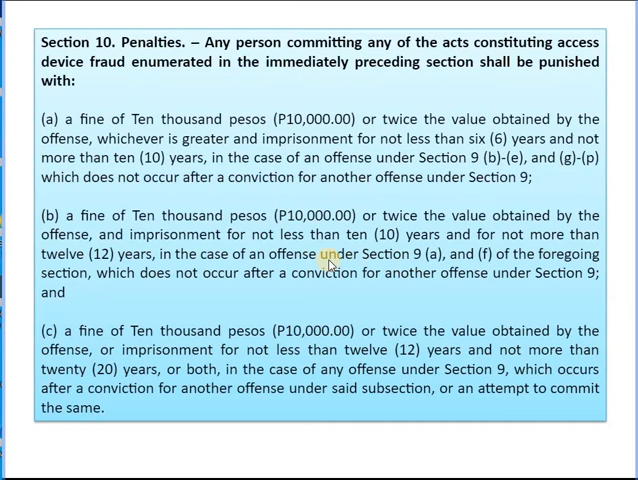 Section 10. Penalties. – Any person committing any of the acts constituting access
device fraud enumerated in the immediately preceding section shall be punished
with:
(a) a fine of Ten thousand pesos (P10,000.00) or twice the value obtained by the
offense, whichever is greater and imprisonment for not less than six (6) years and not
more than ten (10) years, in the case of an offense under Section 9 (b)-(e), and (g)-(p)
which does not occur after a conviction for another offense under Section 9;
(b) a fine of Ten thousand pesos (P10,000.00) or twice the value obtained by the
offense, and imprisonment for not less than ten (10) years and for not more than
twelve (12) years, in the case of an offense under Section 9 (a), and (f) of the foregoing
section, which does not occur after a conviction for another offense under Section 9;
and
(c) a fine of Ten thousand pesos (P10,000.00) or twice the value obtained by the
offense, or imprisonment for not less than twelve (12) years and not more than
twenty (20) years, or both, in the case of any offense under Section 9, which occurs
after a conviction for another offense under said subsection, or an attempt to commit
the same.